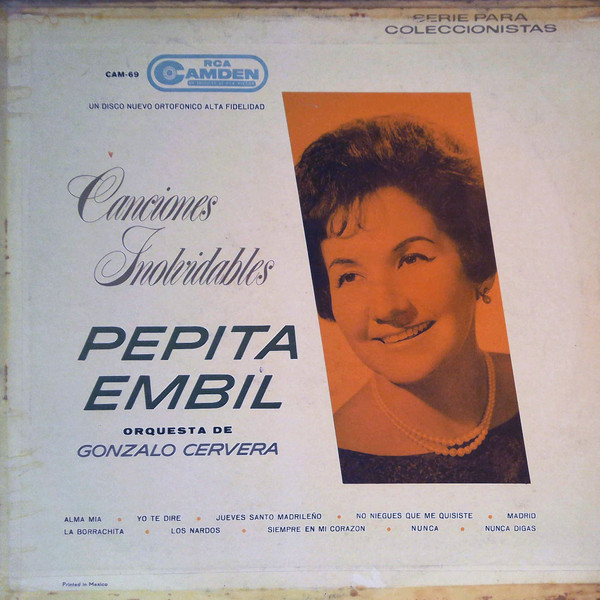 SERIE PARA
COLECCIONISTAS
CAM-69
RCA
CAMDEN
UN DISCO NUEVO ORTOFONICO ALTA FIDELIDAD
Canciones
Inolvidables
PEPITA
EMBIL
ORQUESTA DE
GONZALO CERVERA
ALMA MIA • YO TE DIRE • JUEVES SANTO MADRILEÑO • NO NIEGUES QUE ME QUISISTE • MADRID
LA BORRACHITA • LOS NARDOS • SIEMPRE EN MI CORAZON • NUNCA • NUNCA DIGAS
Printed in Mexico